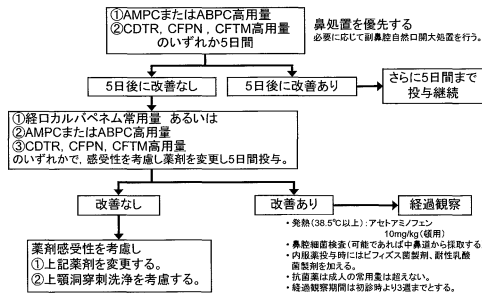 ①AMPCまたはABPC高用量
②CDTR, CFPN, CFTM高用量
のいずれか5日間
鼻処置を優先する
必要に応じて副鼻腔自然口開大処置を行う。
5日後に改善なし
5日後に改善あり
さらに5日間まで
投与継続
①経口カルバペネム常用量 あるいは
②AMPCまたはABPC高用量
③CDTR, CFPN, CFTM高用量
のいずれかで，感受性を考慮し薬剤を変更し5日間投与。
改善なし
改善あり
経過観察
薬剤感受性を考慮し
①上記薬剤を変更する。
②上顎洞穿刺洗浄を考慮する。
・発熱(38.5℃以上)：アセトアミノフェン
10mg/kg(頓用)
・鼻腔細菌検査(可能であれば中鼻道から採取する
・内服薬投与時にはビフィズス菌製剤、耐性乳酸
菌製剤を加える。
・抗菌薬は成人の常用量は超えない。
・経過観察期間は初診時より3週までとする。